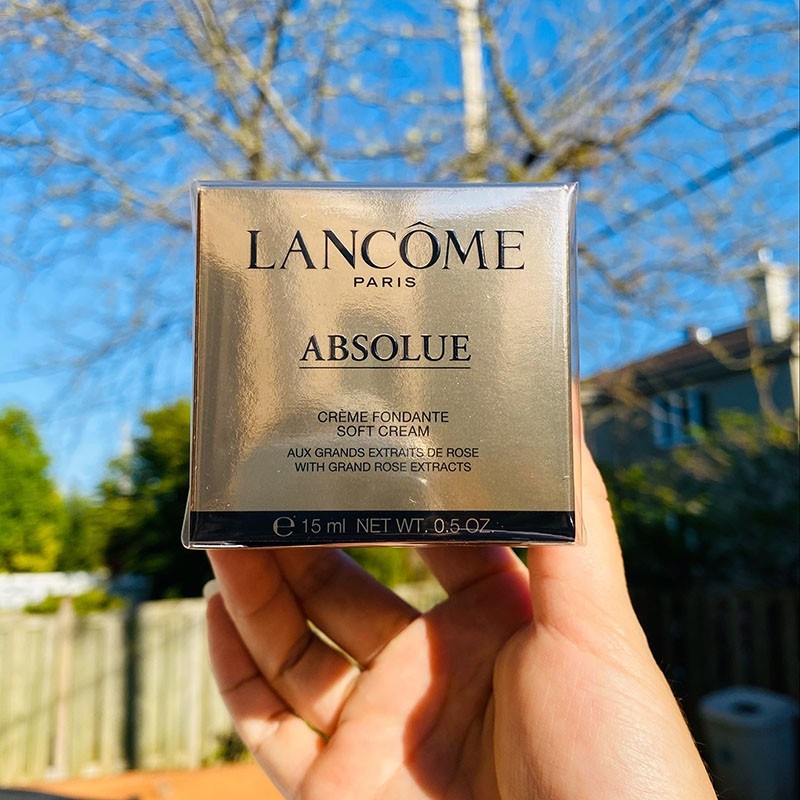 LANCÔME
PARIS
ABSOLUE
CRÈME FONDANTE
SOFT CREAM
AUX GRANDS EXTRAITS DE ROSE
WITH GRAND ROSE EXTRACTS
℮ 15 ml NET WT. 0.5 OZ.